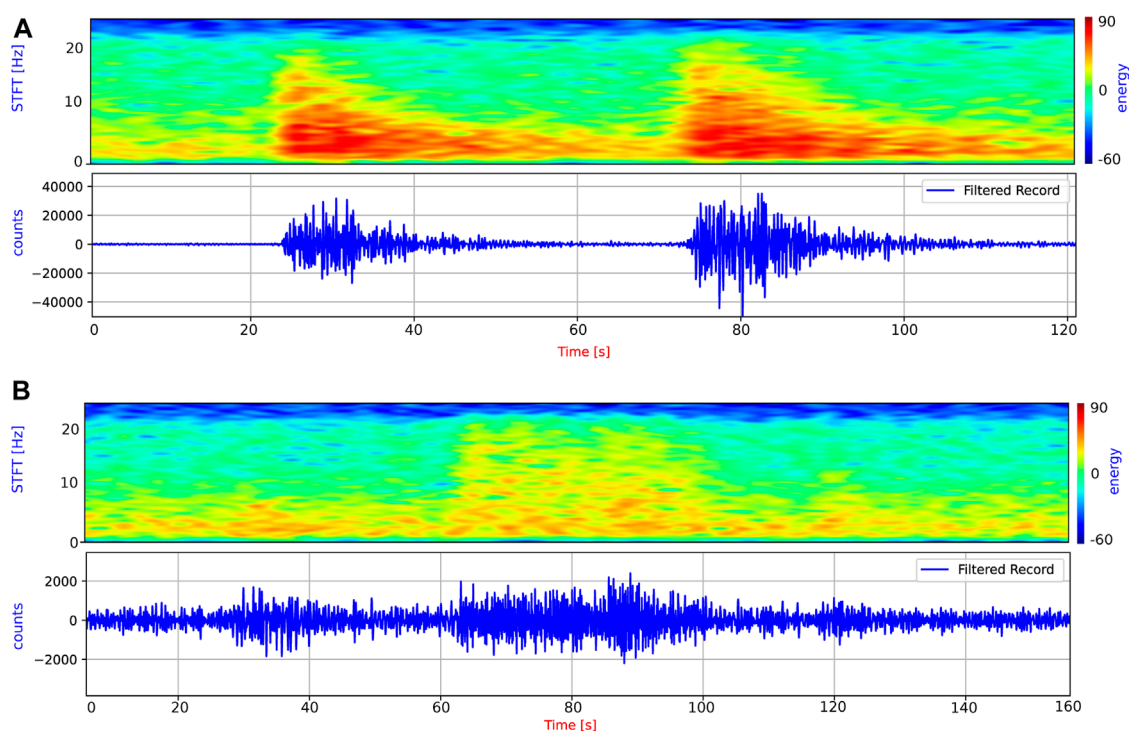 A
STFT [Hz]
20
10
0
90
0
-60
energy
counts
40000
20000
0
−20000
−40000
Filtered Record
0 20 40 60 80 100 120
Time [s]
B
STFT [Hz]
20
10
0
90
0
-60
energy
counts
2000
0
−2000
Filtered Record
0 20 40 60 80 100 120 140 160
Time [s]